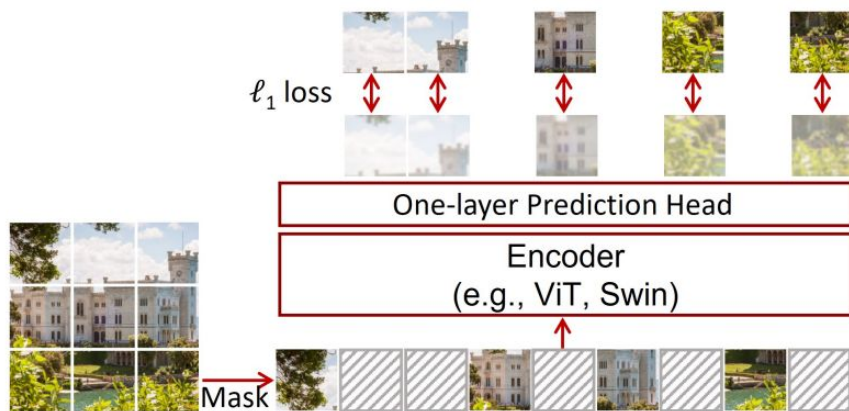 ℓ₁ loss
One-layer Prediction Head
Encoder
(e.g., ViT, Swin)
Mask